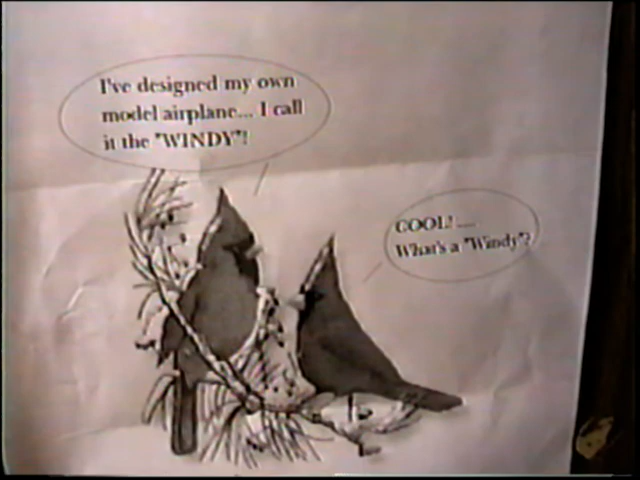 I've designed my own
model airplane... I call
it the "WINDY"!
COOL! ....
What's a "Windy"?